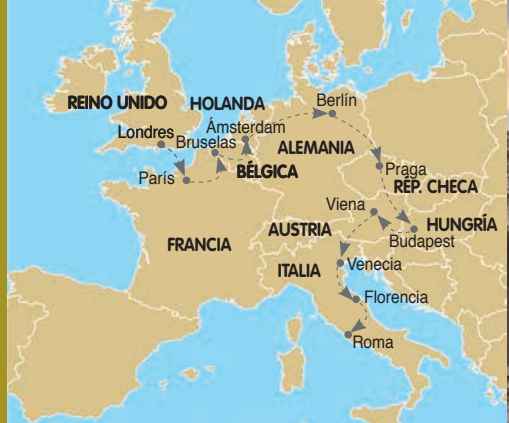 REINO UNIDO
HOLANDA
Berlín
Londres
Ámsterdam
Bruselas
ALEMANIA
París
BÉLGICA
Praga
REP. CHECA
Viena
HUNGRÍA
AUSTRIA
Budapest
FRANCIA
ITALIA
Venecia
Florencia
Roma